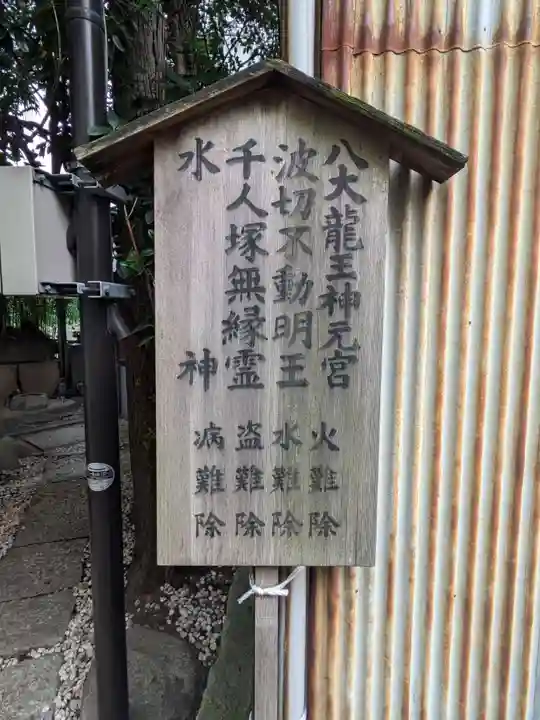 八大龍王神元宮
波切不動明王
千人塚無縁霊
水神
火難除
水難除
盗難除
病難除